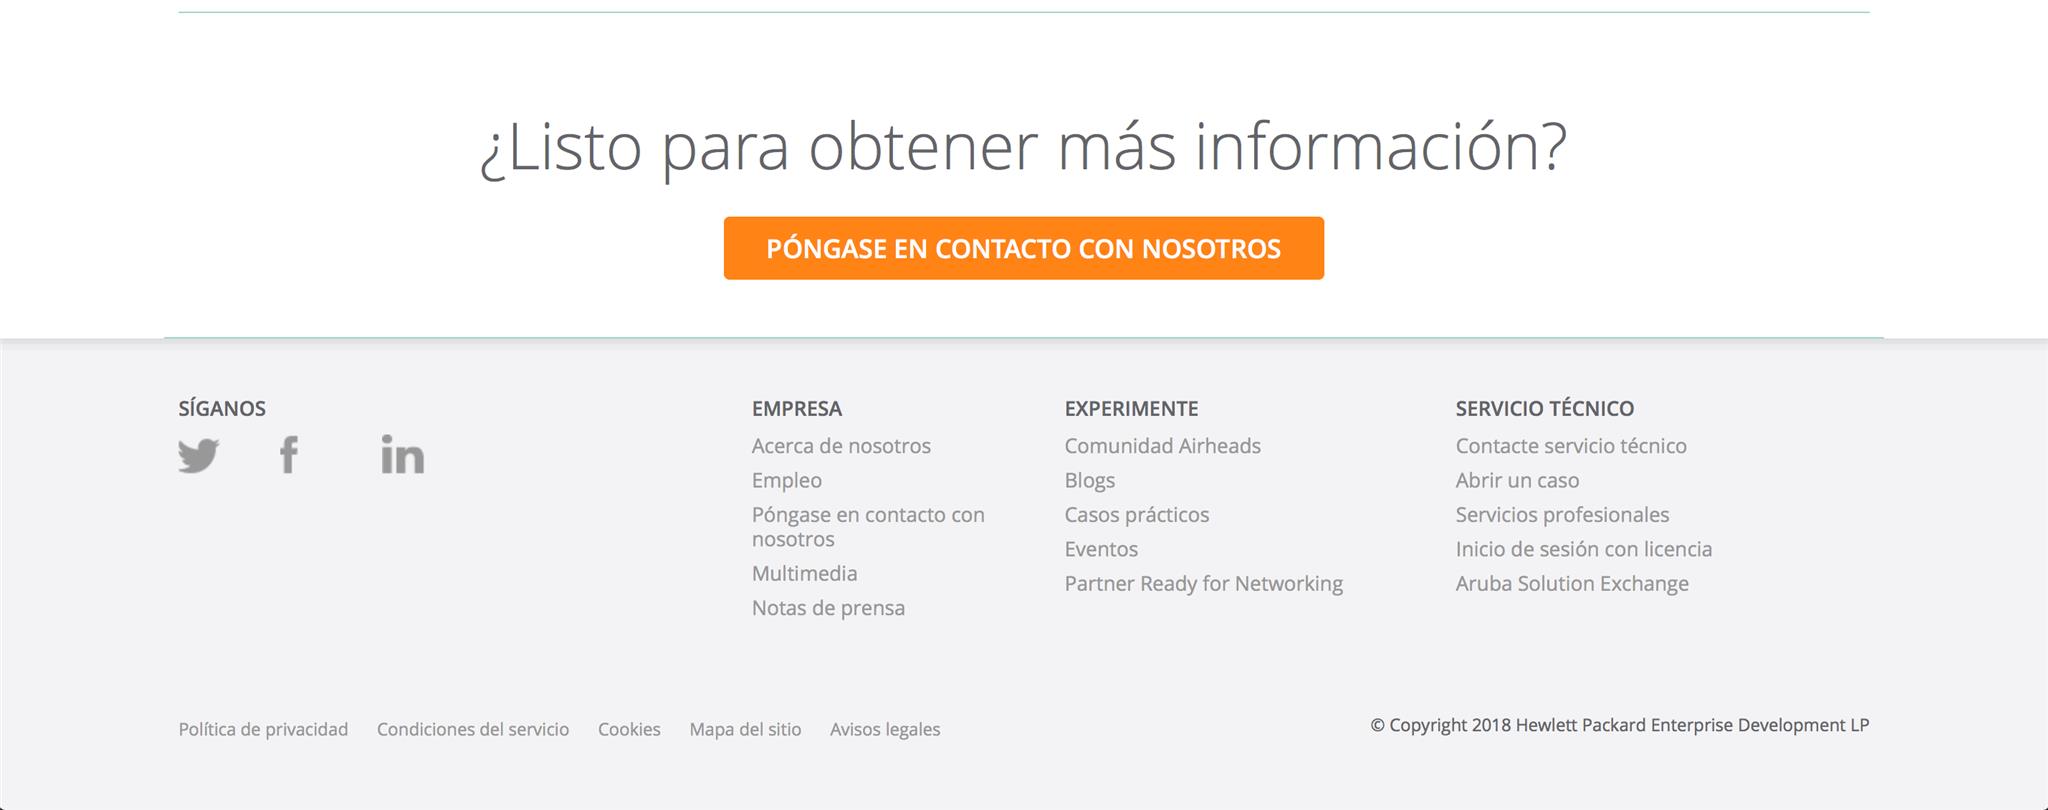 ¿Listo para obtener más información?
PÓNGASE EN CONTACTO CON NOSOTROS
SÍGANOS
EMPRESA
Acerca de nosotros
Empleo
Póngase en contacto con
nosotros
Multimedia
Notas de prensa
EXPERIMENTE
Comunidad Airheads
Blogs
Casos prácticos
Eventos
Partner Ready for Networking
SERVICIO TÉCNICO
Contacte servicio técnico
Abrir un caso
Servicios profesionales
Inicio de sesión con licencia
Aruba Solution Exchange
Política de privacidad Condiciones del servicio Cookies Mapa del sitio Avisos legales
© Copyright 2018 Hewlett Packard Enterprise Development LP